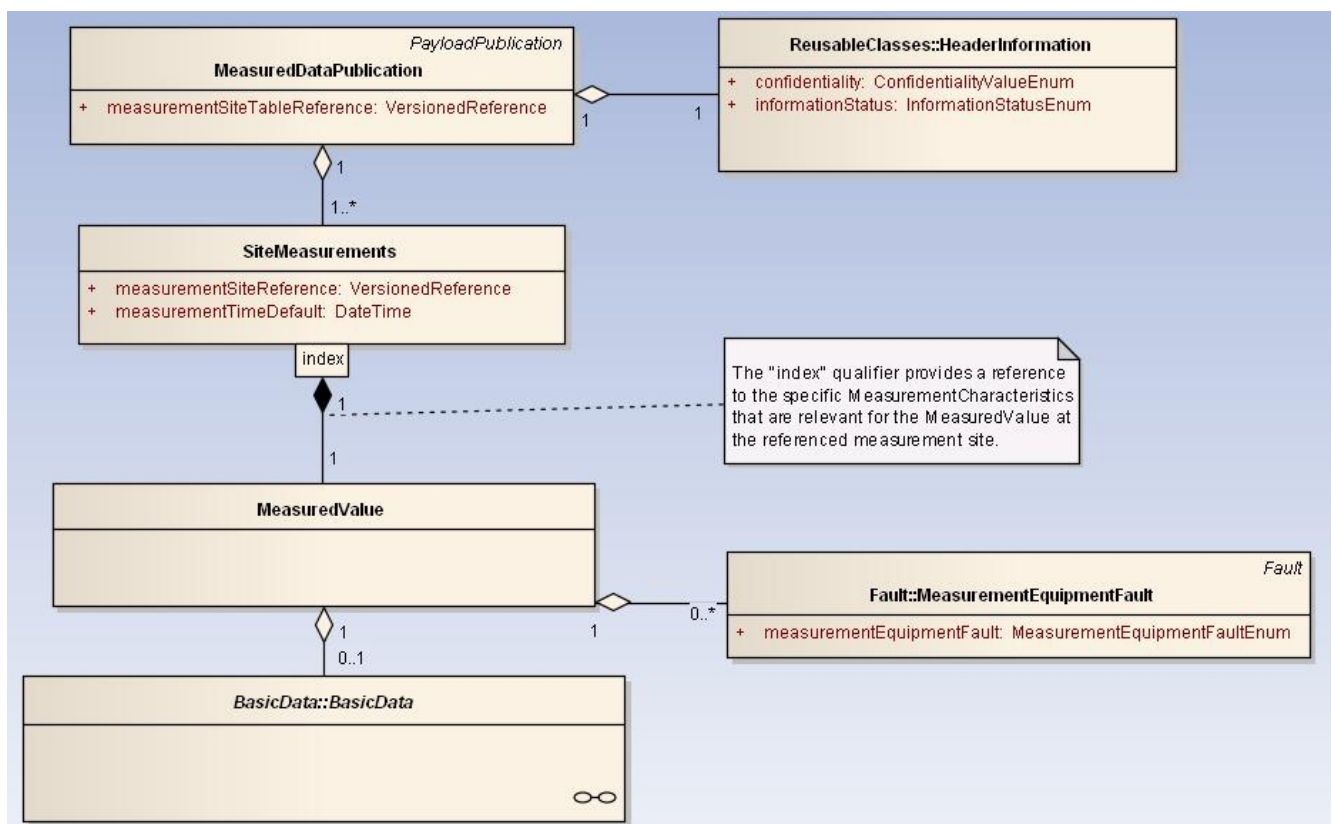 PayloadPublication
MeasuredDataPublication
+ measurementSiteTableReference: VersionedReference
1
1
ReusableClasses::HeaderInformation
+ confidentiality: ConfidentialityValueEnum
+ informationStatus: InformationStatusEnum
1
1..*
SiteMeasurements
+ measurementSiteReference: VersionedReference
+ measurementTimeDefault: DateTime
index
1
1
The "index" qualifier provides a reference
to the specific MeasurementCharacteristics
that are relevant for the MeasuredValue at
the referenced measurement site.
MeasuredValue
1
0..*
Fault
Fault::MeasurementEquipmentFault
+ measurementEquipmentFault: MeasurementEquipmentFaultEnum
1
0..1
BasicData::BasicData